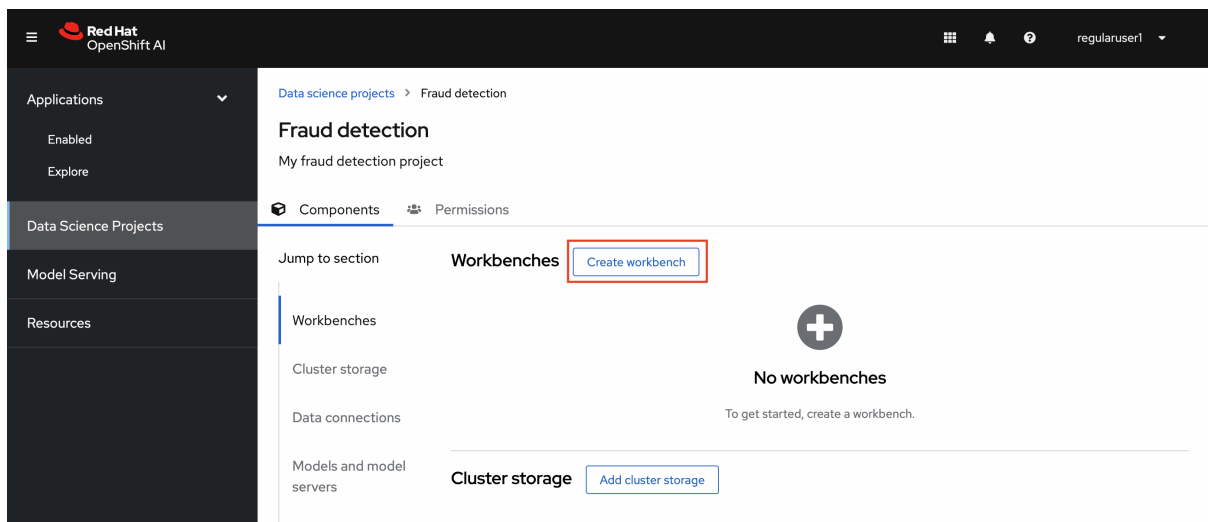 Red Hat
OpenShift AI
regularuser1
Applications
Enabled
Explore
Data Science Projects
Model Serving
Resources
Data science projects > Fraud detection
Fraud detection
My fraud detection project
Components
Permissions
Jump to section
Workbenches
Cluster storage
Data connections
Models and model
servers
Workbenches
Create workbench
No workbenches
To get started, create a workbench.
Cluster storage
Add cluster storage